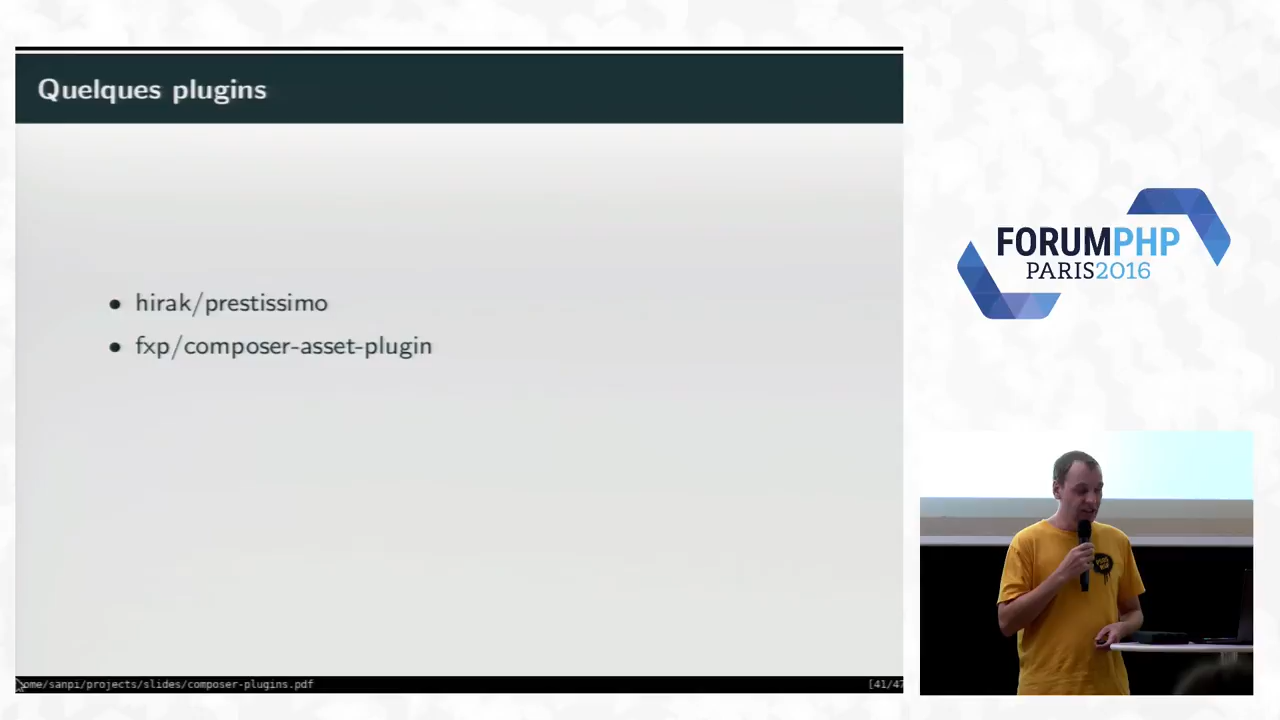 Quelques plugins
• hirak/prestissimo
• fxp/composer-asset-plugin
ome/sanpi/projects/slides/composer-plugins.pdf
[41/47
FORUMPHP
PARIS2016